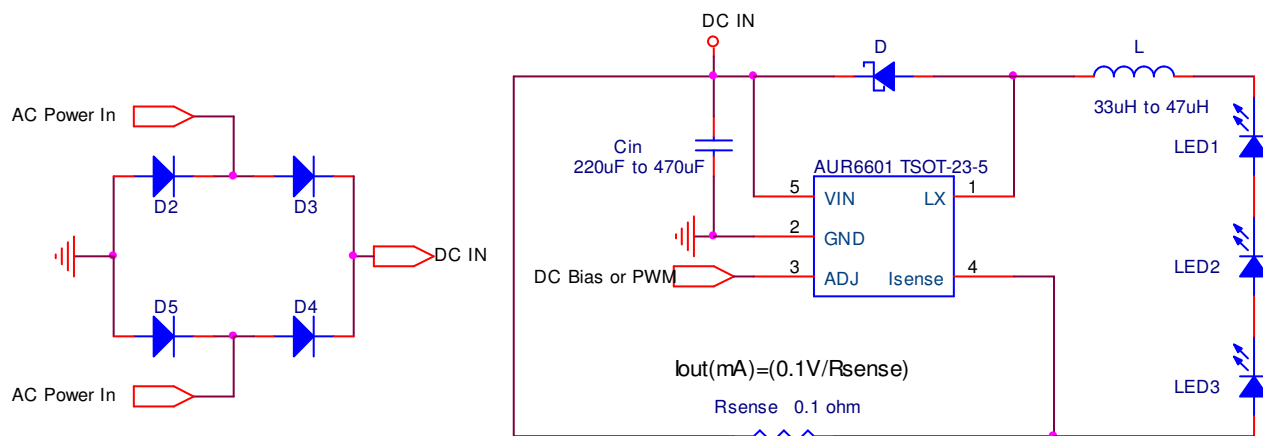 DC IN
D
L
AC Power In
33uH to 47uH
Cin
220uF to 470uF
LED1
AUR6601 TSOT-23-5
D2
D3
5
VIN
LX
1
2
GND
DC IN
LED2
DC Bias or PWM
3
ADJ
Isense
4
D5
D4
Iout(mA)=(0.1V/Rsense)
AC Power In
LED3
Rsense 0.1 ohm